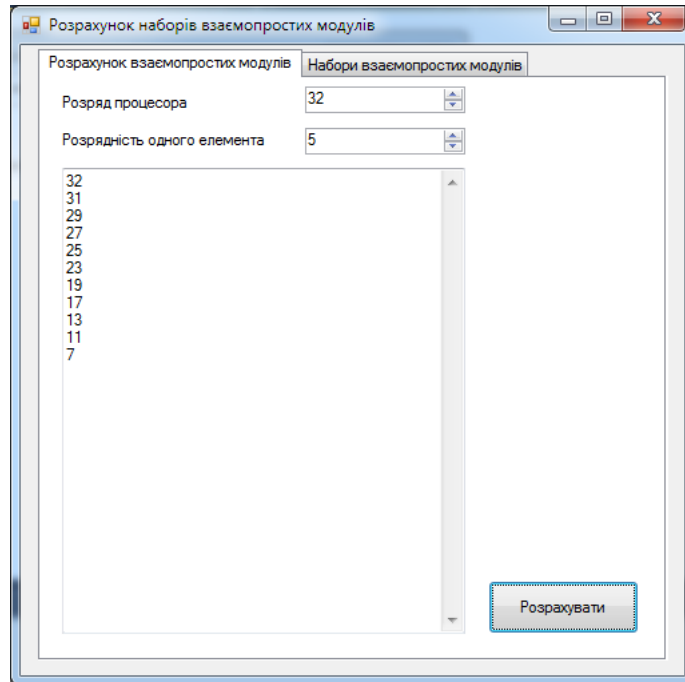 Розрахунок наборів взаємопростих модулів
Розрахунок взаємопростих модулів Набори взаємопростих модулів
Розряд процесора 32
Розрядність одного елемента 5
32
31
29
27
25
23
19
17
13
11
7
Розрахувати